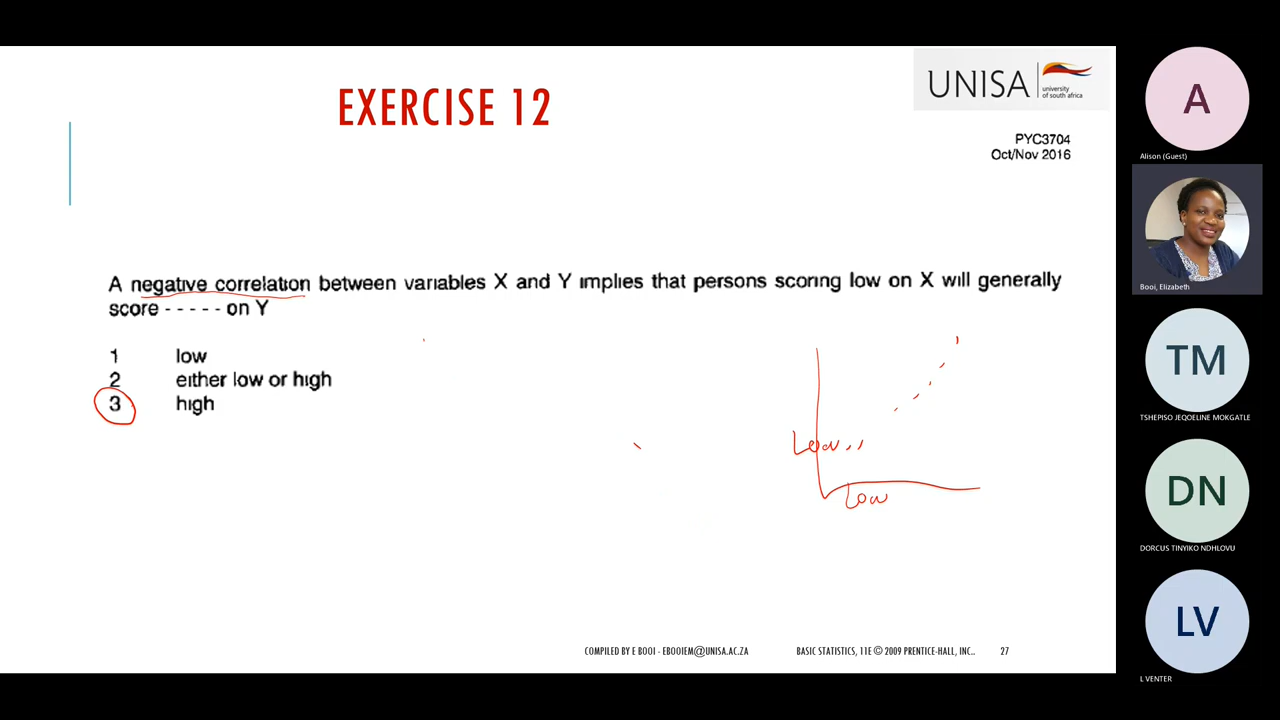 EXERCISE 12
UNISA
university
of south africa
PYC3704
Oct/Nov 2016
A negative correlation between variables X and Y implies that persons scoring low on X will generally
score - - - - - on Y
1 low
2 either low or high
3 high
Low
Low
COMPILED BY E BOOI - EBOOIEM@UNISA.AC.ZA
BASIC STATISTICS, 11E © 2009 PRENTICE-HALL, INC..
27
A
Alison (Guest)
Booi, Elizabeth
TM
TSHEPISO JEQOELINE MOKGATLE
DN
DORCUS TINYIKO NDHLOVU
LV
L VENTER